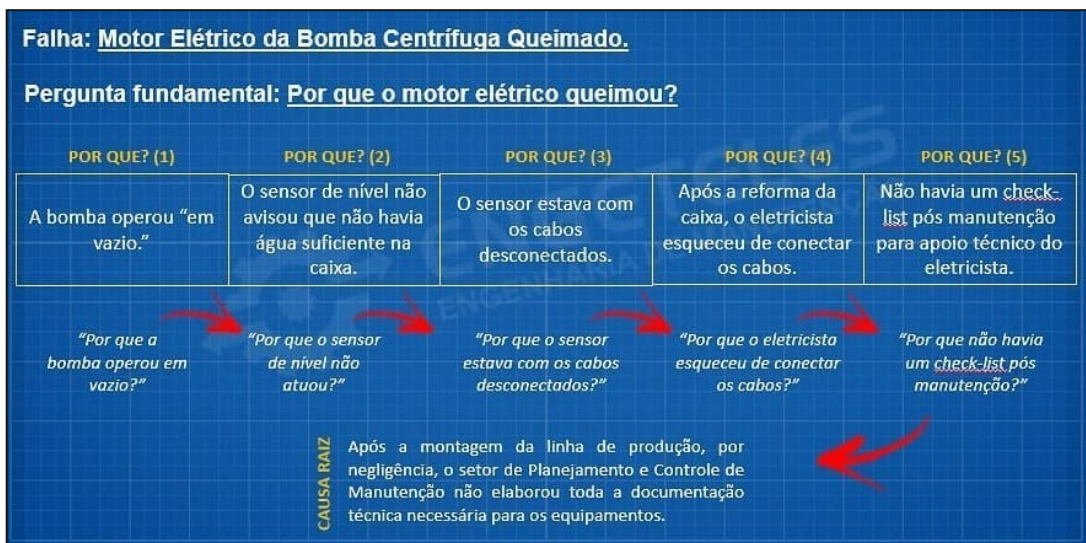 Falha: Motor Elétrico da Bomba Centrífuga Queimado.
Pergunta fundamental: Por que o motor elétrico queimou?
POR QUE? (1)
POR QUE? (2)
POR QUE? (3)
POR QUE? (4)
POR QUE? (5)
A bomba operou “em
vazio.”
O sensor de nível não
avisou que não havia
água suficiente na
caixa.
O sensor estava com
os cabos
desconectados.
Após a reforma da
caixa, o eletricista
esqueceu de conectar
os cabos.
Não havia um check-
list pós manutenção
para apoio técnico do
eletricista.
“Por que a
bomba operou em
vazio?”
“Por que o sensor
de nível não
atuou?”
“Por que o sensor
estava com os cabos
desconectados?”
“Por que o eletricista
esqueceu de conectar
os cabos?”
“Por que não havia
um check-list pós
manutenção?”
CAUSA RAIZ
Após a montagem da linha de produção, por
negligência, o setor de Planejamento e Controle de
Manutenção não elaborou toda a documentação
técnica necessária para os equipamentos.
ENGETELES